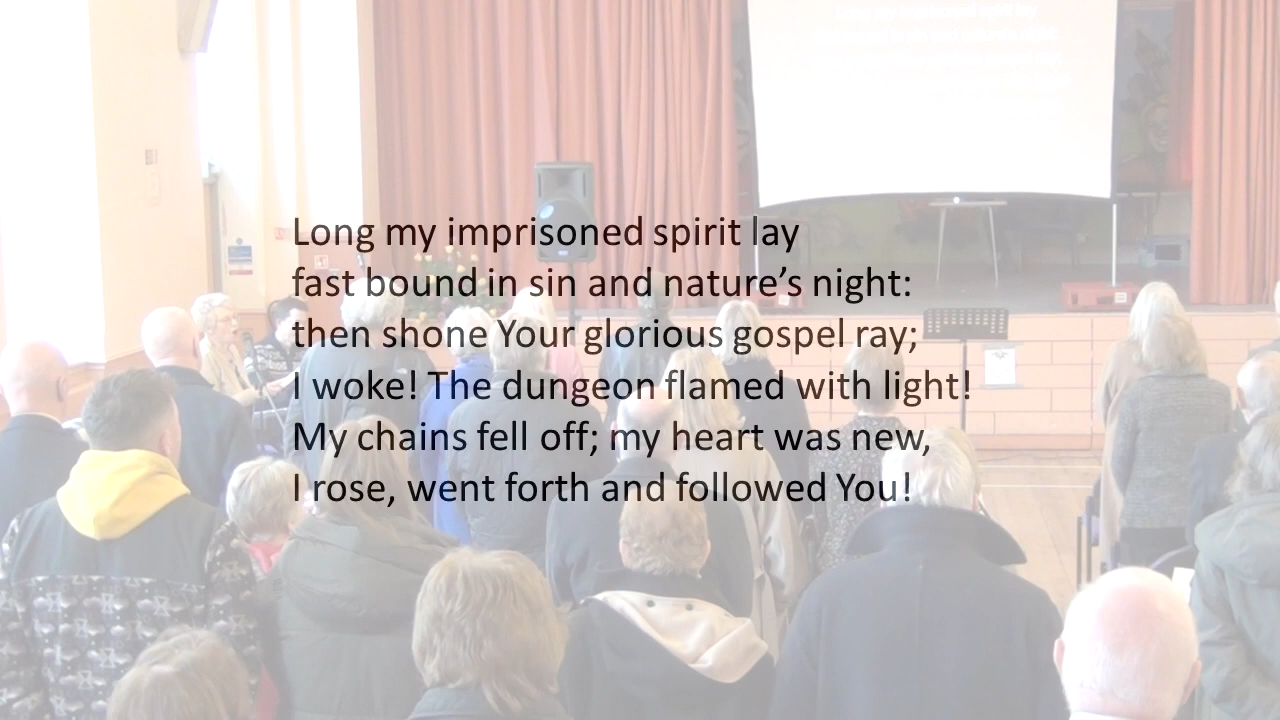 Long my imprisoned spirit lay
fast bound in sin and nature’s night:
then shone Your glorious gospel ray;
I woke! The dungeon flamed with light!
My chains fell off; my heart was new,
I rose, went forth and followed You!